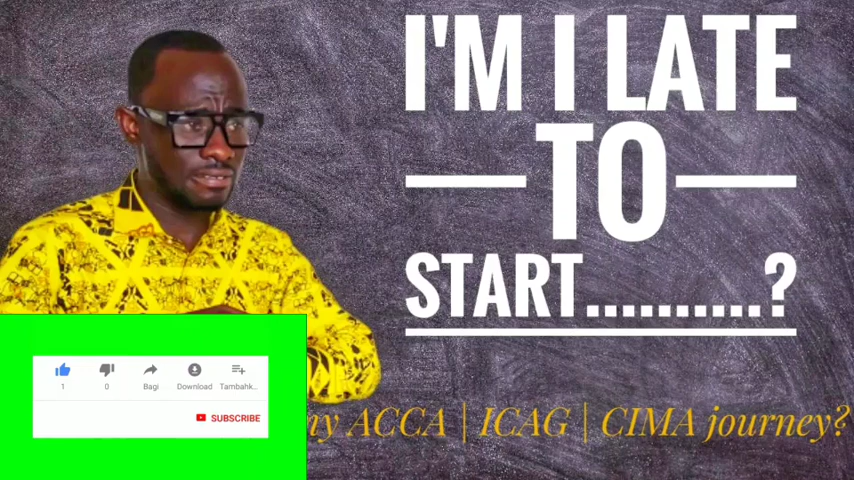 I'M I LATE
TO
START..........?
my ACCA | ICAG | CIMA journey?
1
0
Bagi
Download
Tambahk..
SUBSCRIBE